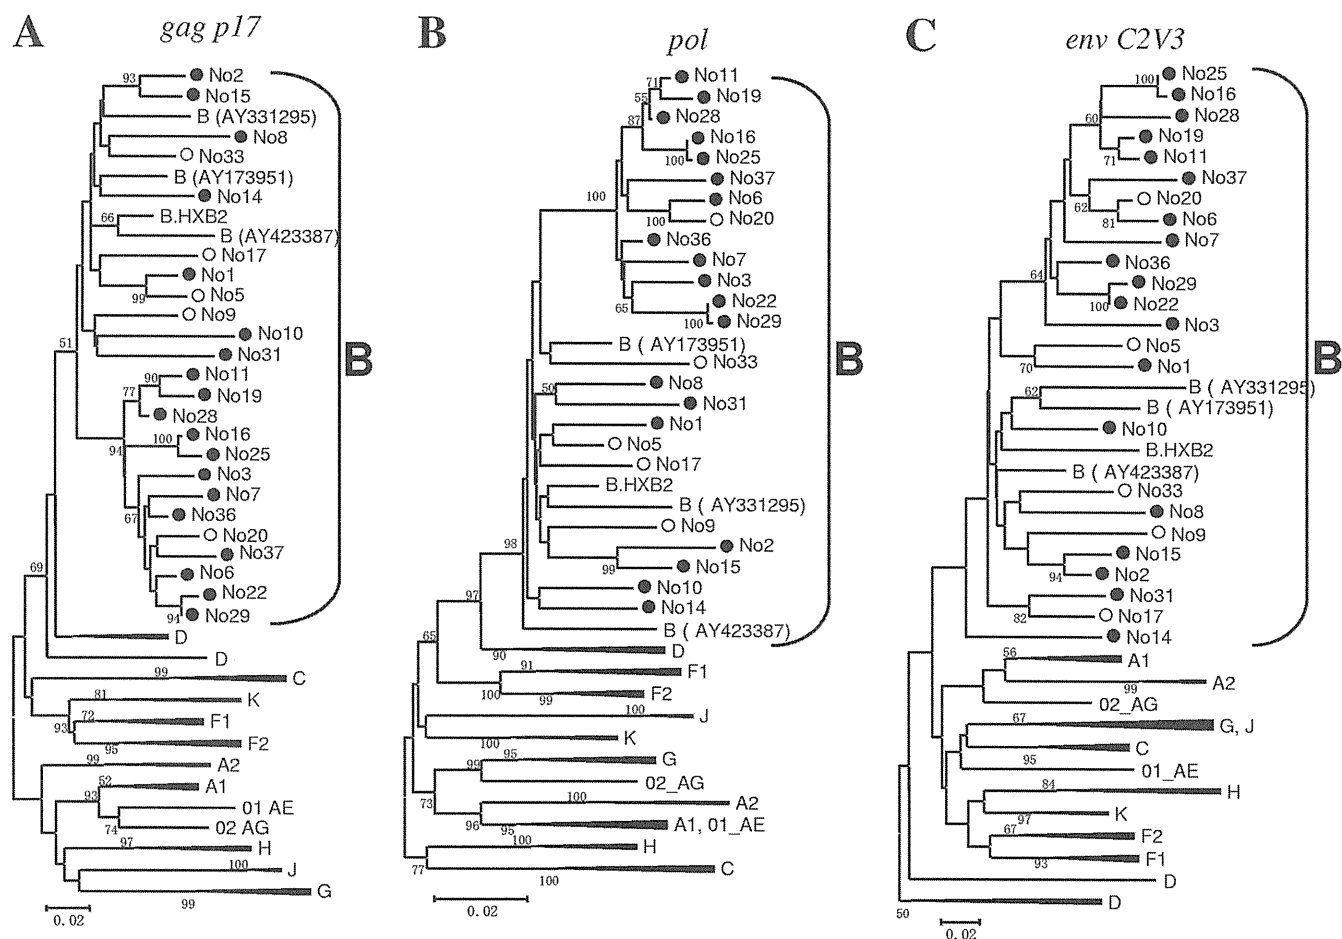 A
gag p17
93
No2
No15
B (AY331295)
No8
No33
B (AY173951)
No14
66
B.HXB2
B (AY423387)
No17
No1
99
No5
No9
No10
51
No31
B
90
No11
77
No19
No28
100
No16
94
No25
No3
No7
67
No36
No20
No37
No6
No22
94
No29
69
D
D
99
C
81
K
72
F1
93
95
F2
99
A2
52
A1
93
01 AE
74
02 AG
97
H
100
J
G
99
0.02
B
pol
71
No11
55
No19
No28
87
No16
100
No25
100
No37
No6
100
No20
No36
No7
No3
65
No22
100
No29
B ( AY173951)
No33
B
50
No8
No31
No1
No5
No17
B.HXB2
B ( AY331295)
No9
98
No2
99
No15
No10
97
No14
B ( AY423387)
65
90
D
91
F1
100
99
F2
100
J
100
K
95
G
99
02_AG
73
100
A2
96
95
A1, 01_AE
100
H
77
100
C
0.02
C
env C2V3
100
No25
No16
60
No28
No19
71
No11
No37
62
No20
81
No6
No7
64
No36
No29
100
No22
No3
No5
70
No1
B
62
B ( AY331295)
B ( AY173951)
No10
B.HXB2
B ( AY423387)
No33
No8
No9
No15
94
No2
No31
82
No17
No14
56
A1
99
A2
02_AG
67
G, J
C
95
01_AE
84
H
97
K
67
F2
93
F1
D
50
D
0.02